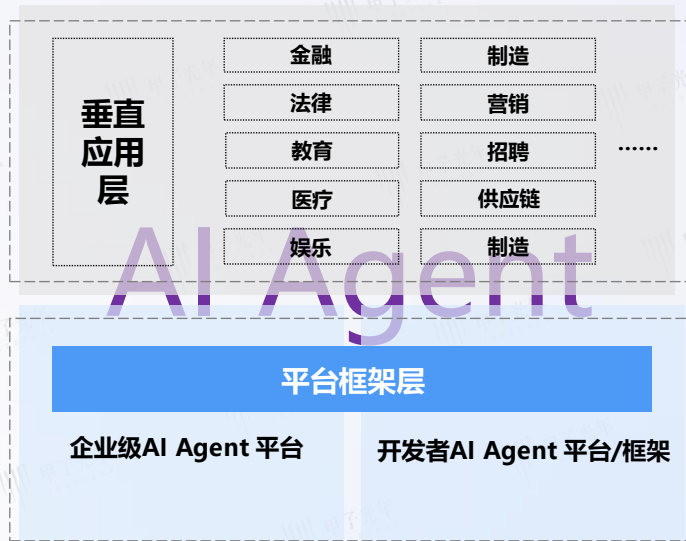 垂直
应用
层
金融
制造
法律
营销
教育
招聘
......
医疗
供应链
娱乐
制造
AI Agent
平台框架层
企业级AI Agent 平台
开发者AI Agent 平台/框架